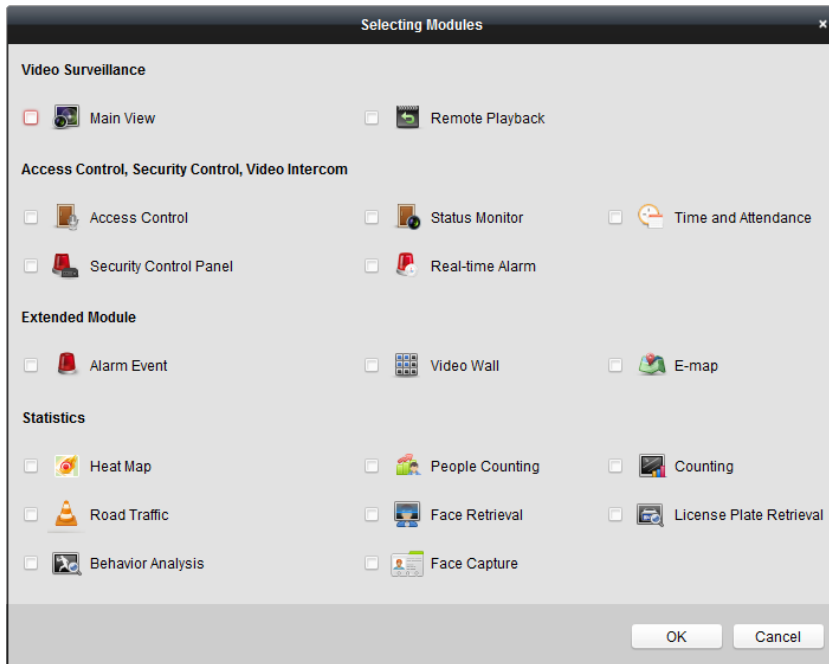 Selecting Modules
Video Surveillance
Main View Remote Playback
Access Control, Security Control, Video Intercom
Access Control Status Monitor Time and Attendance
Security Control Panel Real-time Alarm
Extended Module
Alarm Event Video Wall E-map
Statistics
Heat Map People Counting Counting
Road Traffic Face Retrieval License Plate Retrieval
Behavior Analysis Face Capture
OK Cancel